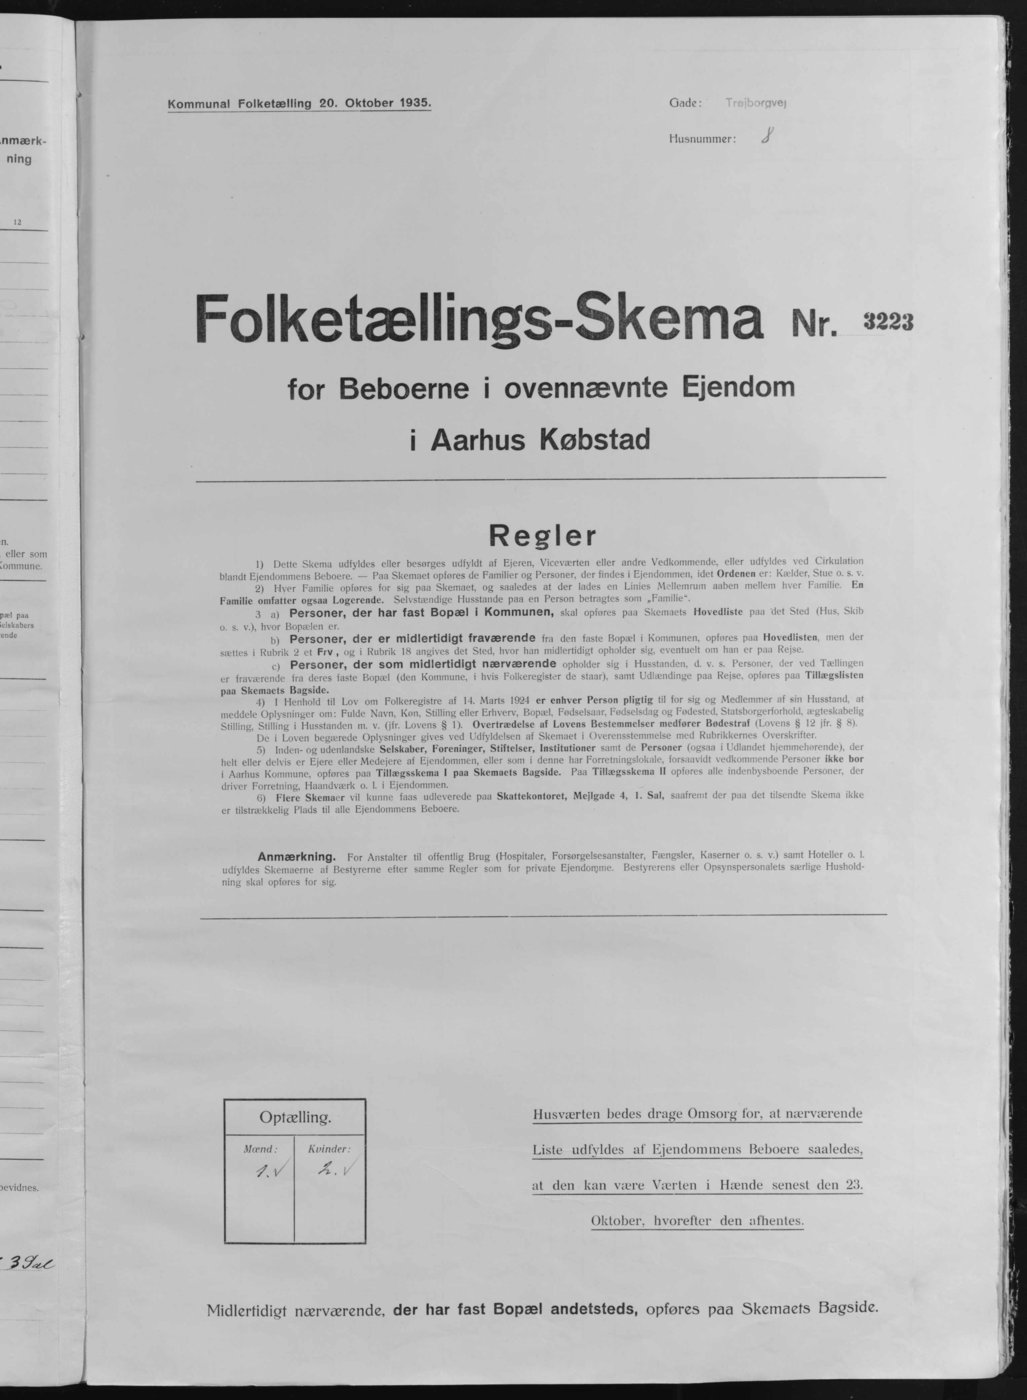 nmærk-
ning
12
n.
eller som
Kommune.
pæl paa
Selskabers
ende
bevidnes.
3 Sal
Kommunal Folketælling 20. Oktober 1935.
Gade: Trøjborgvej
Husnummer: 8
Folketællings-Skema Nr. 3223
for Beboerne i ovennævnte Ejendom
i Aarhus Købstad
Regler
1) Dette Skema udfyldes eller besørges udfyldt af Ejeren, Viceværten eller andre Vedkommende, eller udfyldes ved Cirkulation
blandt Ejendommens Beboere. — Paa Skemaet opføres de Familier og Personer, der findes i Ejendommen, idet Ordenen er: Kælder, Stue o. s. v.
2) Hver Familie opføres for sig paa Skemaet, og saaledes at der lades en Linies Mellemrum aaben mellem hver Familie. En
Familie omfatter ogsaa Logerende. Selvstændige Husstande paa en Person betragtes som „Familie“.
3 a) Personer, der har fast Bopæl i Kommunen, skal opføres paa Skemaets Hovedliste paa det Sted (Hus, Skib
o. s. v.), hvor Bopælen er.
b) Personer, der er midlertidigt fraværende fra den faste Bopæl i Kommunen, opføres paa Hovedlisten, men der
sættes i Rubrik 2 et Frv , og i Rubrik 18 angives det Sted, hvor han midlertidigt opholder sig, eventuelt om han er paa Rejse.
c) Personer, der som midlertidigt nærværende opholder sig i Husstanden, d. v. s. Personer, der ved Tællingen
er fraværende fra deres faste Bopæl (den Kommune, i hvis Folkeregister de staar), samt Udlændinge paa Rejse, opføres paa Tillægslisten
paa Skemaets Bagside.
4) I Henhold til Lov om Folkeregistre af 14. Marts 1924 er enhver Person pligtig til for sig og Medlemmer af sin Husstand, at
meddele Oplysninger om: Fulde Navn, Køn, Stilling eller Erhverv, Bopæl, Fødselsaar, Fødselsdag og Fødested, Statsborgerforhold, ægteskabelig
Stilling, Stilling i Husstanden m. v. (jfr. Lovens § 1). Overtrædelse af Lovens Bestemmelser medfører Bødestraf (Lovens § 12 jfr. § 8).
De i Loven begærede Oplysninger gives ved Udfyldelsen af Skemaet i Overensstemmelse med Rubrikkernes Overskrifter.
5) Inden- og udenlandske Selskaber, Foreninger, Stiftelser, Institutioner samt de Personer (ogsaa i Udlandet hjemmehørende), der
helt eller delvis er Ejere eller Medejere af Ejendommen, eller som i denne har Forretningslokale, forsaavidt vedkommende Personer ikke bor
i Aarhus Kommune, opføres paa Tillægsskema I paa Skemaets Bagside. Paa Tillægsskema II opføres alle indenbysboende Personer, der
driver Forretning, Haandværk o. l. i Ejendommen.
6) Flere Skemaer vil kunne faas udleverede paa Skattekontoret, Mejlgade 4, 1. Sal, saafremt der paa det tilsendte Skema ikke
er tilstrækkelig Plads til alle Ejendommens Beboere.
Anmærkning. For Anstalter til offentlig Brug (Hospitaler, Forsørgelsesanstalter, Fængsler, Kaserner o. s. v.) samt Hoteller o. l.
udfyldes Skemaerne af Bestyrerne efter samme Regler som for private Ejendomme. Bestyrerens eller Opsynspersonalets særlige Hushold-
ning skal opføres for sig.
Optælling.
Mænd: Kvinder:
1. √ 2. √
Husværten bedes drage Omsorg for, at nærværende
Liste udfyldes af Ejendommens Beboere saaledes,
at den kan være Værten i Hænde senest den 23.
Oktober, hvorefter den afhentes.
Midlertidigt nærværende, der har fast Bopæl andetsteds, opføres paa Skemaets Bagside.